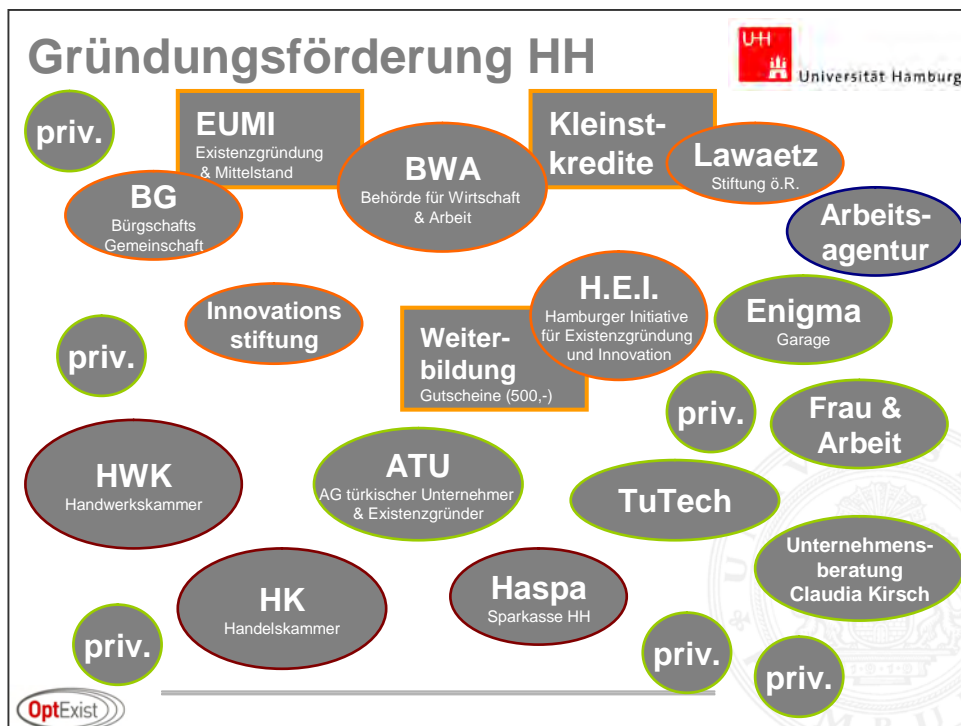 Gründungsförderung HH
UH
Universität Hamburg
priv.
EUMI
Existenzgründung
& Mittelstand
BWA
Behörde für Wirtschaft
& Arbeit
Kleinst-
kredite
Lawaetz
Stiftung ö.R.
BG
Bürgschafts
Gemeinschaft
Arbeits-
agentur
Innovations
stiftung
H.E.I.
Hamburger Initiative
für Existenzgründung
und Innovation
Enigma
Garage
priv.
Weiter-
bildung
Gutscheine (500,-)
priv.
Frau &
Arbeit
HWK
Handwerkskammer
ATU
AG türkischer Unternehmer
& Existenzgründer
TuTech
Unternehmens-
beratung
Claudia Kirsch
HK
Handelskammer
Haspa
Sparkasse HH
priv.
priv.
priv.
OptExist